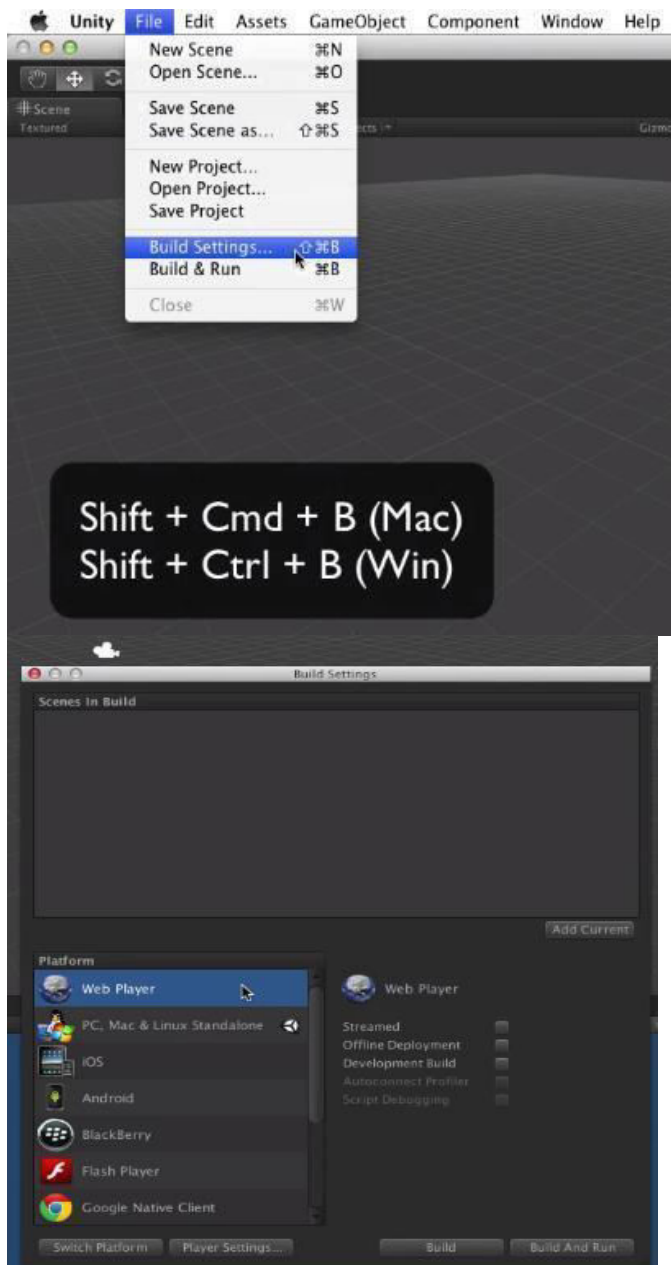 Unity File Edit Assets GameObject Component Window Help
New Scene ⌘N
Open Scene... ⌘O
Save Scene ⌘S
Save Scene as... ⇧⌘S
New Project...
Open Project...
Save Project
Build Settings... ⇧⌘B
Build & Run ⌘B
Close ⌘W
Scene
Textured
Shift + Cmd + B (Mac)
Shift + Ctrl + B (Win)
Build Settings
Scenes In Build
Add Current
Platform
Web Player
PC, Mac & Linux Standalone
iOS
Android
BlackBerry
Flash Player
Google Native Client
Web Player
Streamed
Offline Deployment
Development Build
Autoconnect Profiler
Script Debugging
Switch Platform Player Settings... Build Build And Run